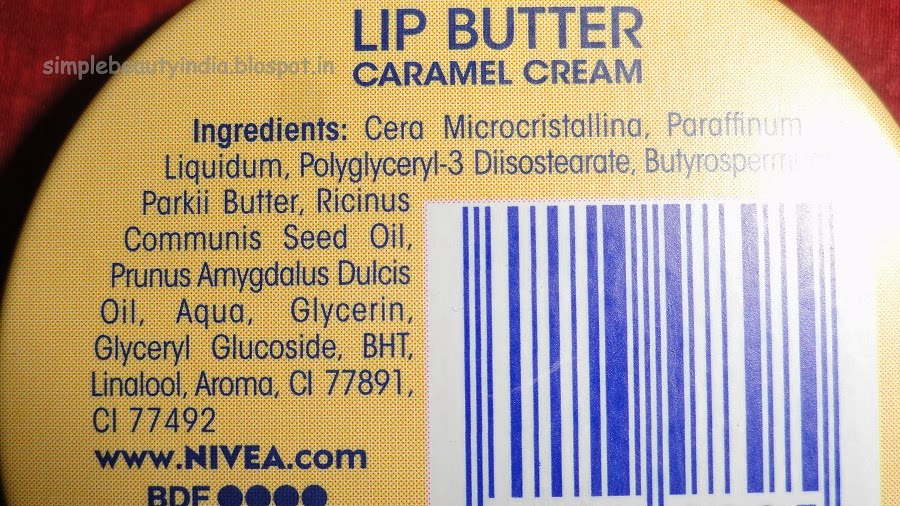 LIP BUTTER
simplebeautyindia.blospot.in
CARAMEL CREAM
Ingredients: Cera Microcristallina, Paraffinum
Liquidum, Polyglyceryl-3 Diisostearate,
Parkii Butter, Ricinus
Communis Seed Oil,
Prunus Amygdalus Dulcis
Oil, Aqua, Glycerin,
Glyceryl Glucoside, BHT,
Linalool, Aroma, CI 77891,
CI 77492
www.NIVEA.com
BDF